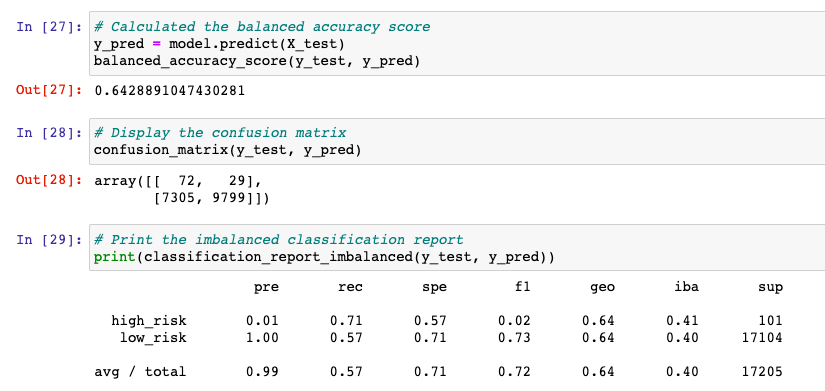 In [27]: # Calculated the balanced accuracy score
y_pred = model.predict(X_test)
balanced_accuracy_score(y_test, y_pred)
Out[27]: 0.6428891047430281
In [28]: # Display the confusion matrix
confusion_matrix(y_test, y_pred)
Out[28]: array([[  72,   29],
       [7305, 9799]])
In [29]: # Print the imbalanced classification report
print(classification_report_imbalanced(y_test, y_pred))
pre rec spe f1 geo iba sup
high_risk 0.01 0.71 0.57 0.02 0.64 0.41 101
low_risk 1.00 0.57 0.71 0.73 0.64 0.40 17104
avg / total 0.99 0.57 0.71 0.72 0.64 0.40 17205